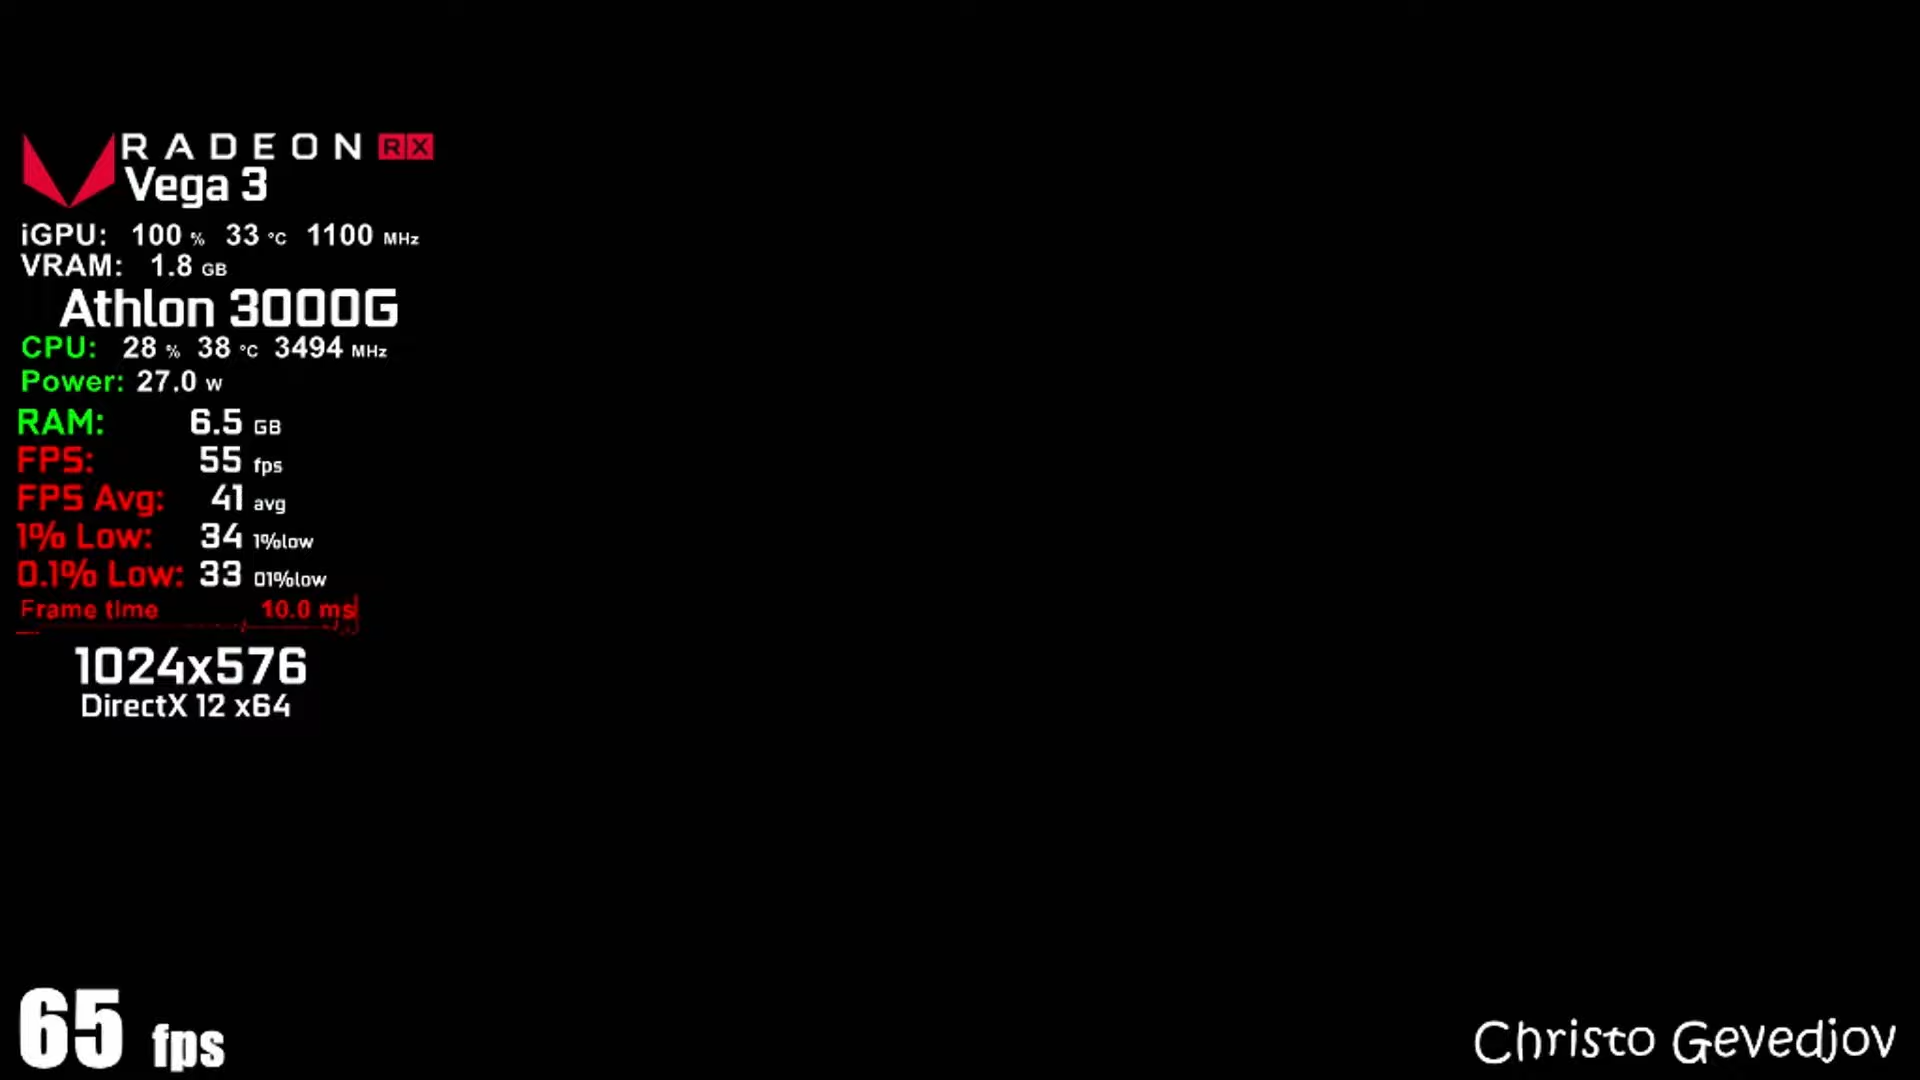 RADEON RX
Vega 3
iGPU: 100 % 33 °C 1100 MHz
VRAM: 1.8 GB
Athlon 3000G
CPU: 28 % 38 °C 3494 MHz
Power: 27.0 W
RAM: 6.5 GB
FPS: 55 fps
FPS Avg: 41 avg
1% Low: 34 1%low
0.1% Low: 33 01%low
Frame time 10.0 ms
1024x576
DirectX 12 x64
65 fps
Christo Gevedjov